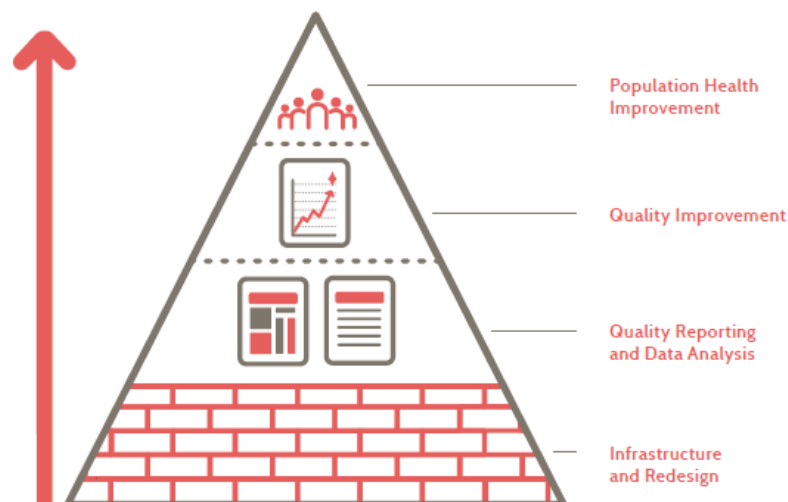 Population Health
Improvement
Quality Improvement
Quality Reporting
and Data Analysis
Infrastructure
and Redesign